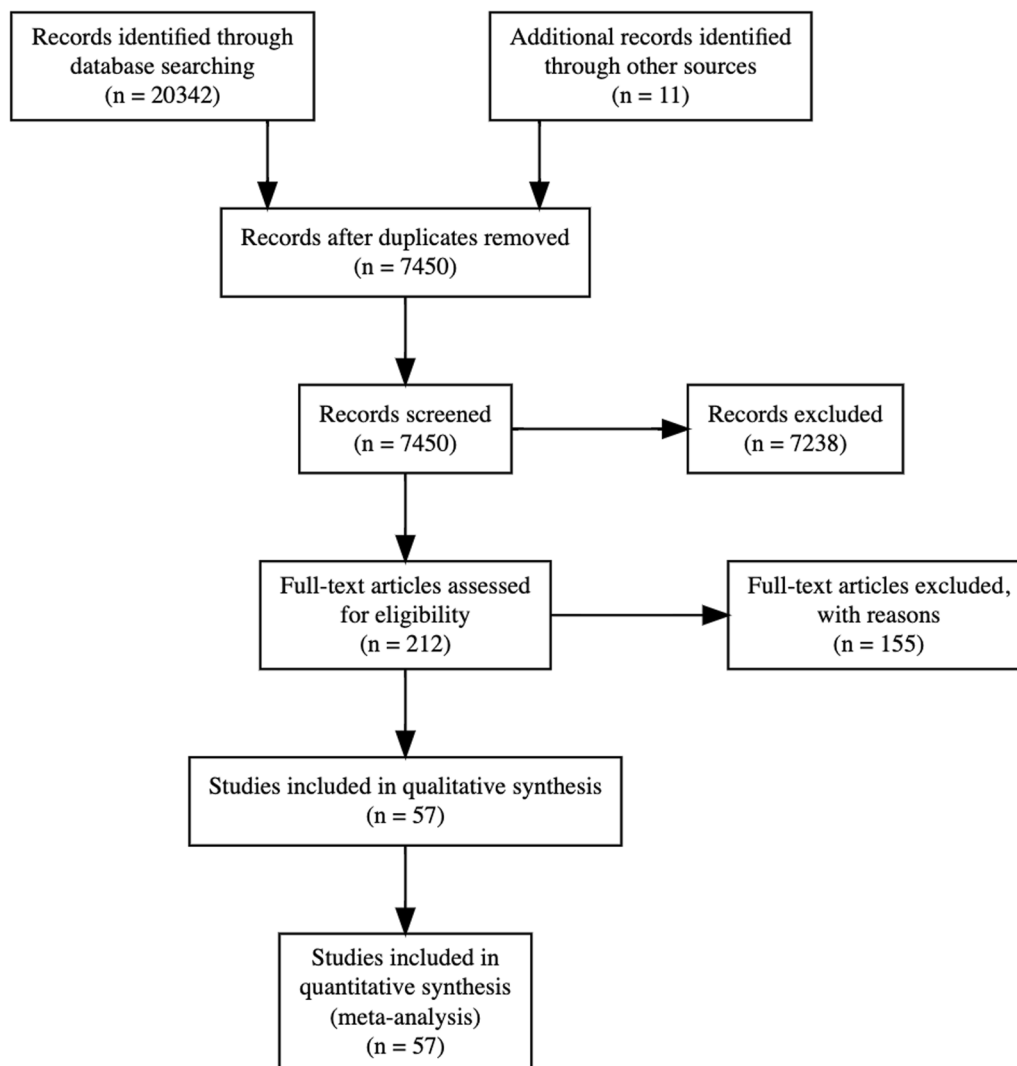 Records identified through
database searching
(n = 20342)
Additional records identified
through other sources
(n = 11)
Records after duplicates removed
(n = 7450)
Records screened
(n = 7450)
Records excluded
(n = 7238)
Full-text articles assessed
for eligibility
(n = 212)
Full-text articles excluded,
with reasons
(n = 155)
Studies included in qualitative synthesis
(n = 57)
Studies included in
quantitative synthesis
(meta-analysis)
(n = 57)